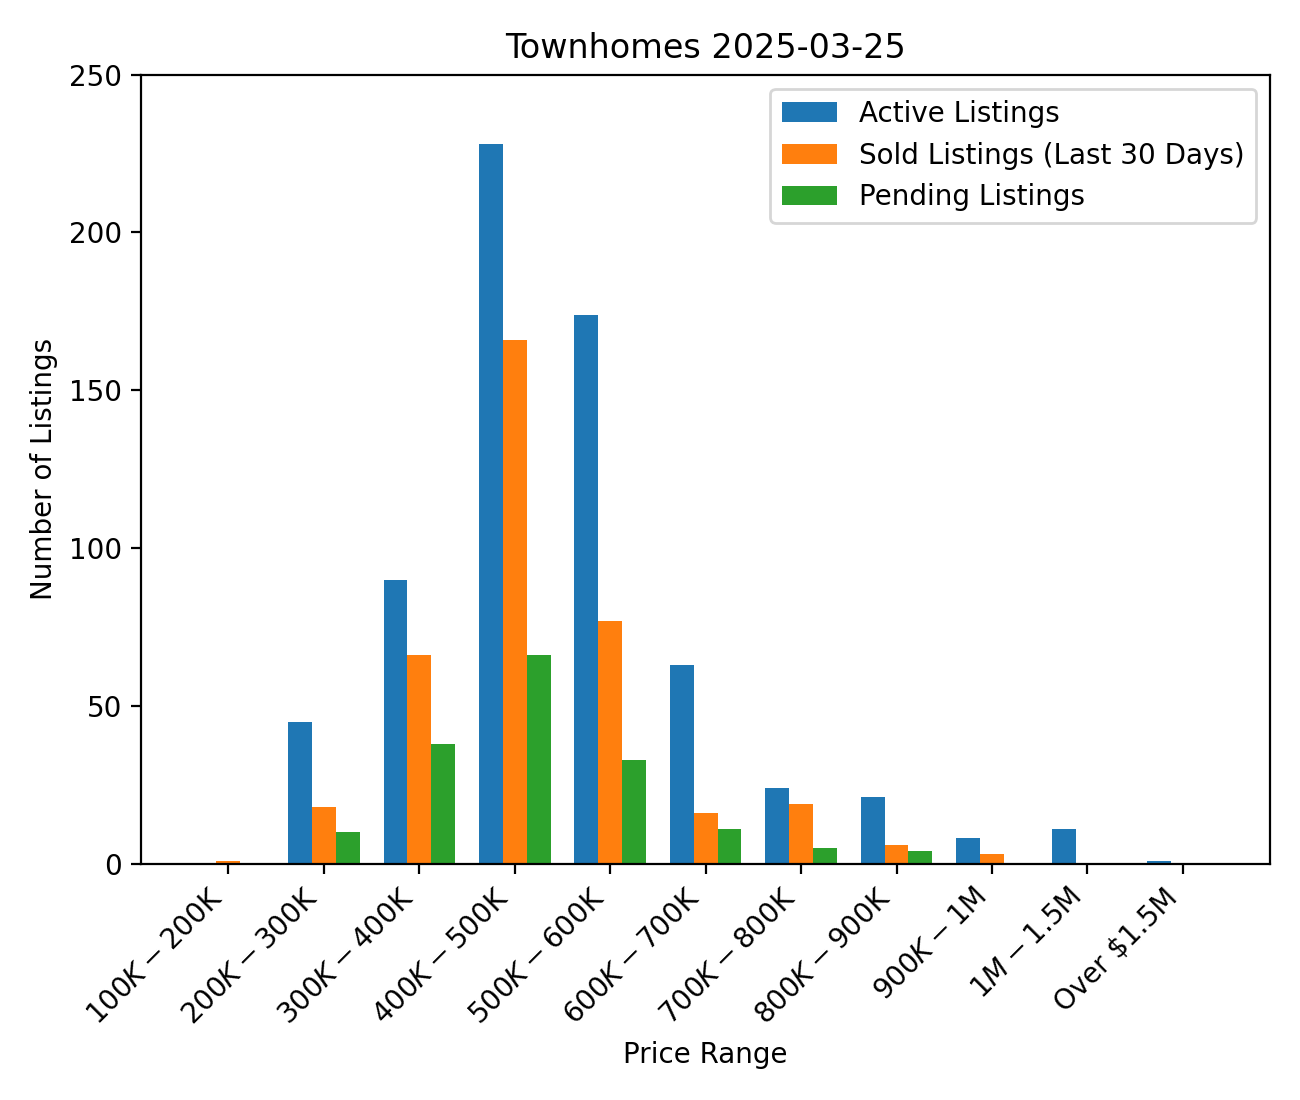 Townhomes 2025-03-25
250
200
150
100
50
0
Number of Listings
Active Listings
Sold Listings (Last 30 Days)
Pending Listings
100K − 200K
200K − 300K
300K − 400K
400K − 500K
500K − 600K
600K − 700K
700K − 800K
800K − 900K
900K − 1M
1M − 1.5M
Over $1.5M
Price Range